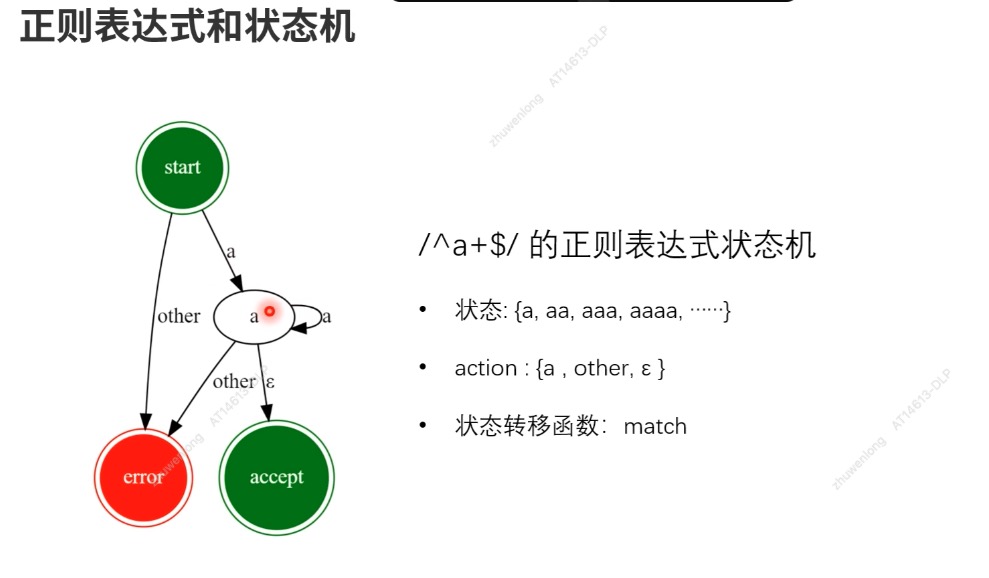 正则表达式和状态机
zhuwenlong AT14613-DLP
start
a
other
a
a
other
ε
error
accept
zhuwenlong AT14613-DLP
/^a+$/ 的正则表达式状态机
• 状态: {a, aa, aaa, aaaa, ······}
• action : {a , other, ε }
• 状态转移函数：match
zhuwenlong AT14613-DLP